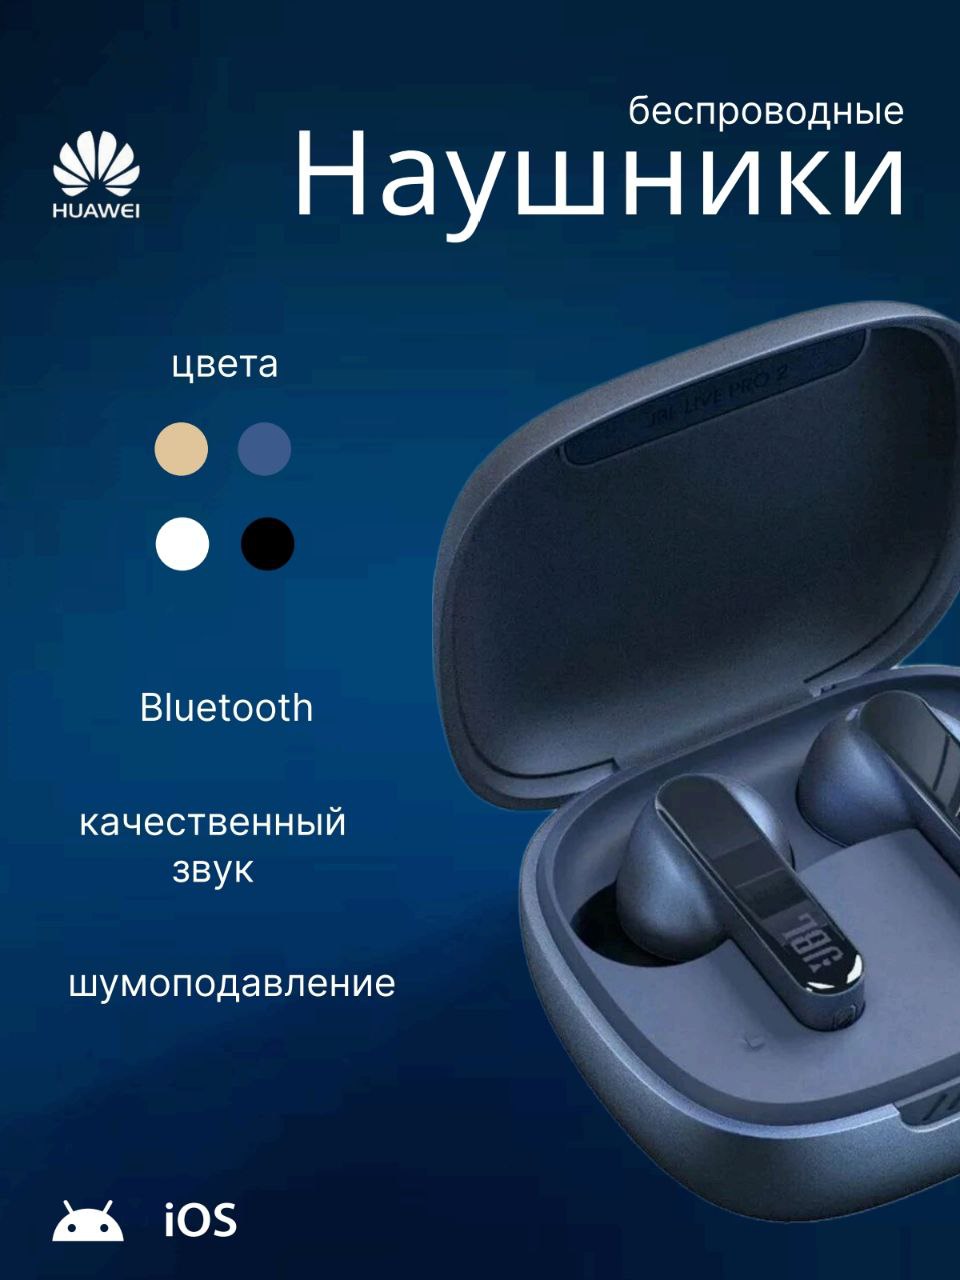 беспроводные
Наушники
HUAWEI
цвета
JBL LIVE PRO 2
Bluetooth
качественный
звук
JBL
шумоподавление
iOS